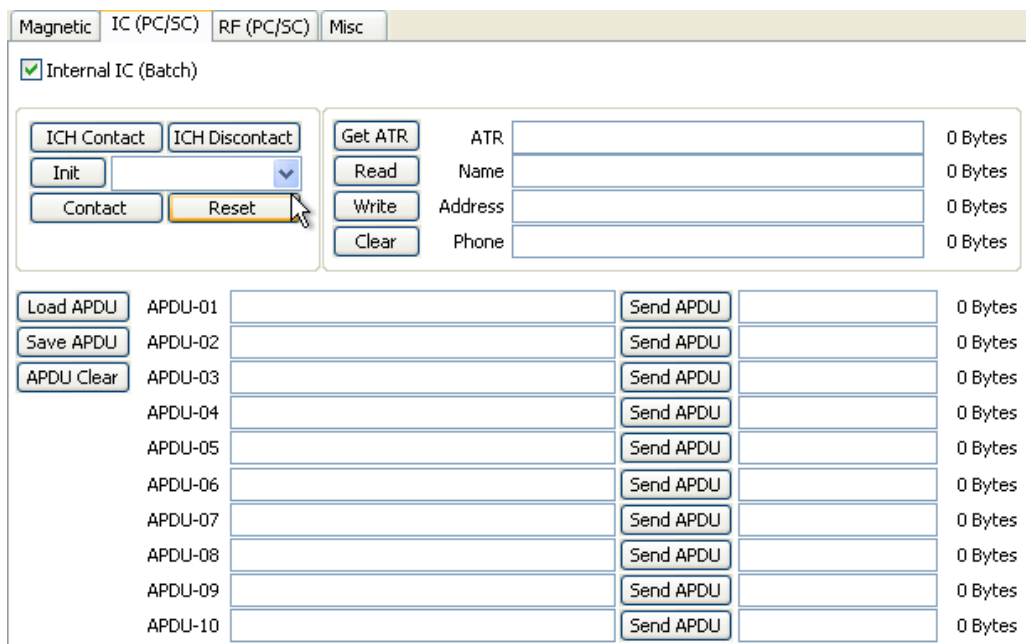 Magnetic IC (PC/SC) RF (PC/SC) Misc
Internal IC (Batch)
ICH Contact ICH Discontact Get ATR ATR 0 Bytes
Init Read Name 0 Bytes
Contact Reset Write Address 0 Bytes
Clear Phone 0 Bytes
Load APDU APDU-01 Send APDU 0 Bytes
Save APDU APDU-02 Send APDU 0 Bytes
APDU Clear APDU-03 Send APDU 0 Bytes
APDU-04 Send APDU 0 Bytes
APDU-05 Send APDU 0 Bytes
APDU-06 Send APDU 0 Bytes
APDU-07 Send APDU 0 Bytes
APDU-08 Send APDU 0 Bytes
APDU-09 Send APDU 0 Bytes
APDU-10 Send APDU 0 Bytes